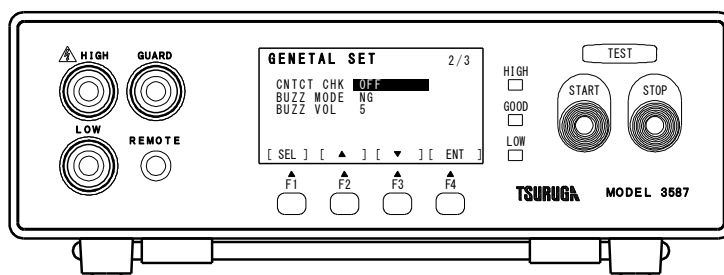 HIGH GUARD
LOW
REMOTE
GENETAL SET 2/3
CNTCT CHK OFF
BUZZ MODE NG
BUZZ VOL 5
[ SEL ] [ ▲ ] [ ▼ ] [ ENT ]
F1 F2 F3 F4
HIGH
GOOD
LOW
TEST
START STOP
TSURUGA MODEL 3587